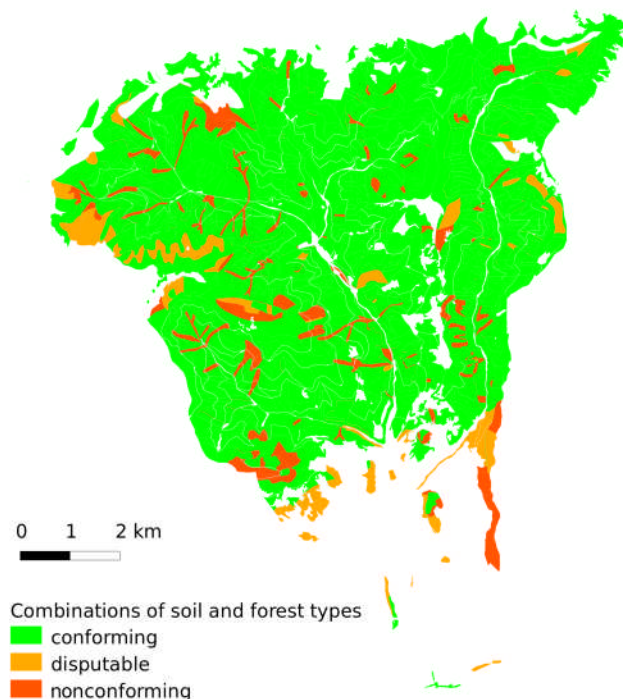 0 1 2 km
Combinations of soil and forest types
conforming
disputable
nonconforming